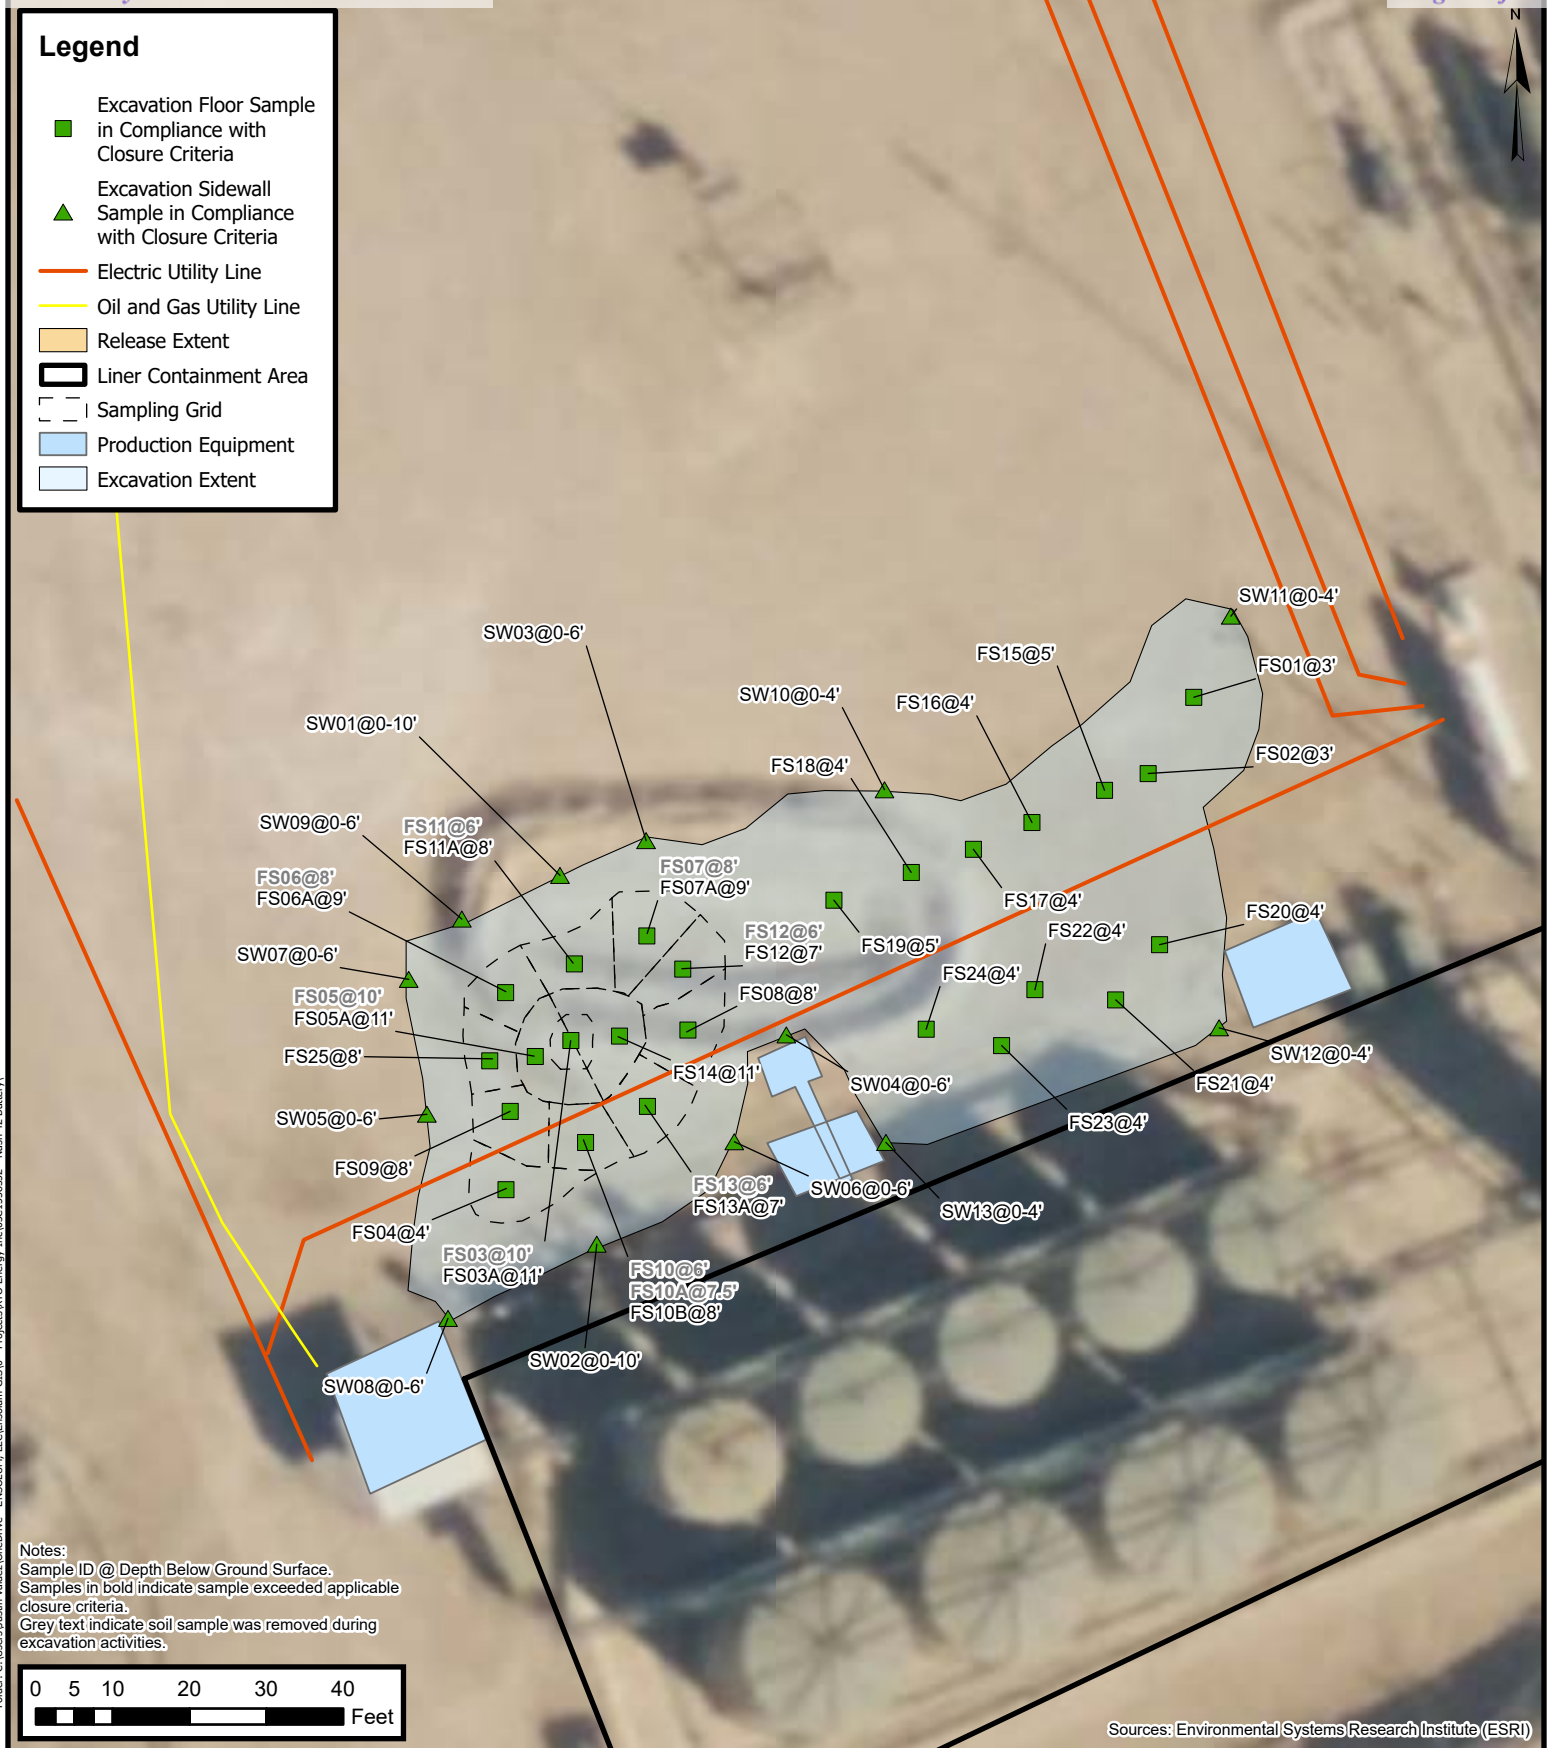 N
Legend
Excavation Floor Sample
in Compliance with
Closure Criteria
Excavation Sidewall
Sample in Compliance
with Closure Criteria
Electric Utility Line
Oil and Gas Utility Line
Release Extent
Liner Containment Area
Sampling Grid
Production Equipment
Excavation Extent
SW11@0-4'
SW03@0-6'
FS15@5'
FS01@3'
SW10@0-4'
FS16@4'
SW01@0-10'
FS02@3'
FS18@4'
SW09@0-6'
FS11@6'
FS11A@8'
FS07@8'
FS07A@9'
FS06@8'
FS06A@9'
FS17@4'
FS20@4'
FS12@6'
FS12@7'
FS22@4'
FS19@5'
SW07@0-6'
FS24@4'
FS05@10'
FS05A@11'
FS08@8'
FS25@8'
SW12@0-4'
FS14@11'
SW04@0-6'
FS21@4'
SW05@0-6'
FS23@4'
FS09@8'
FS13@6'
FS13A@7'
SW06@0-6'
SW13@0-4'
FS04@4'
FS03@10'
FS03A@11'
FS10@6'
FS10A@7.5'
FS10B@8'
SW02@0-10'
SW08@0-6'
Notes:
Sample ID @ Depth Below Ground Surface.
Samples in bold indicate sample exceeded applicable
closure criteria.
Grey text indicate soil sample was removed during
excavation activities.
0 5 10 20 30 40
Feet
Sources: Environmental Systems Research Institute (ESRI)